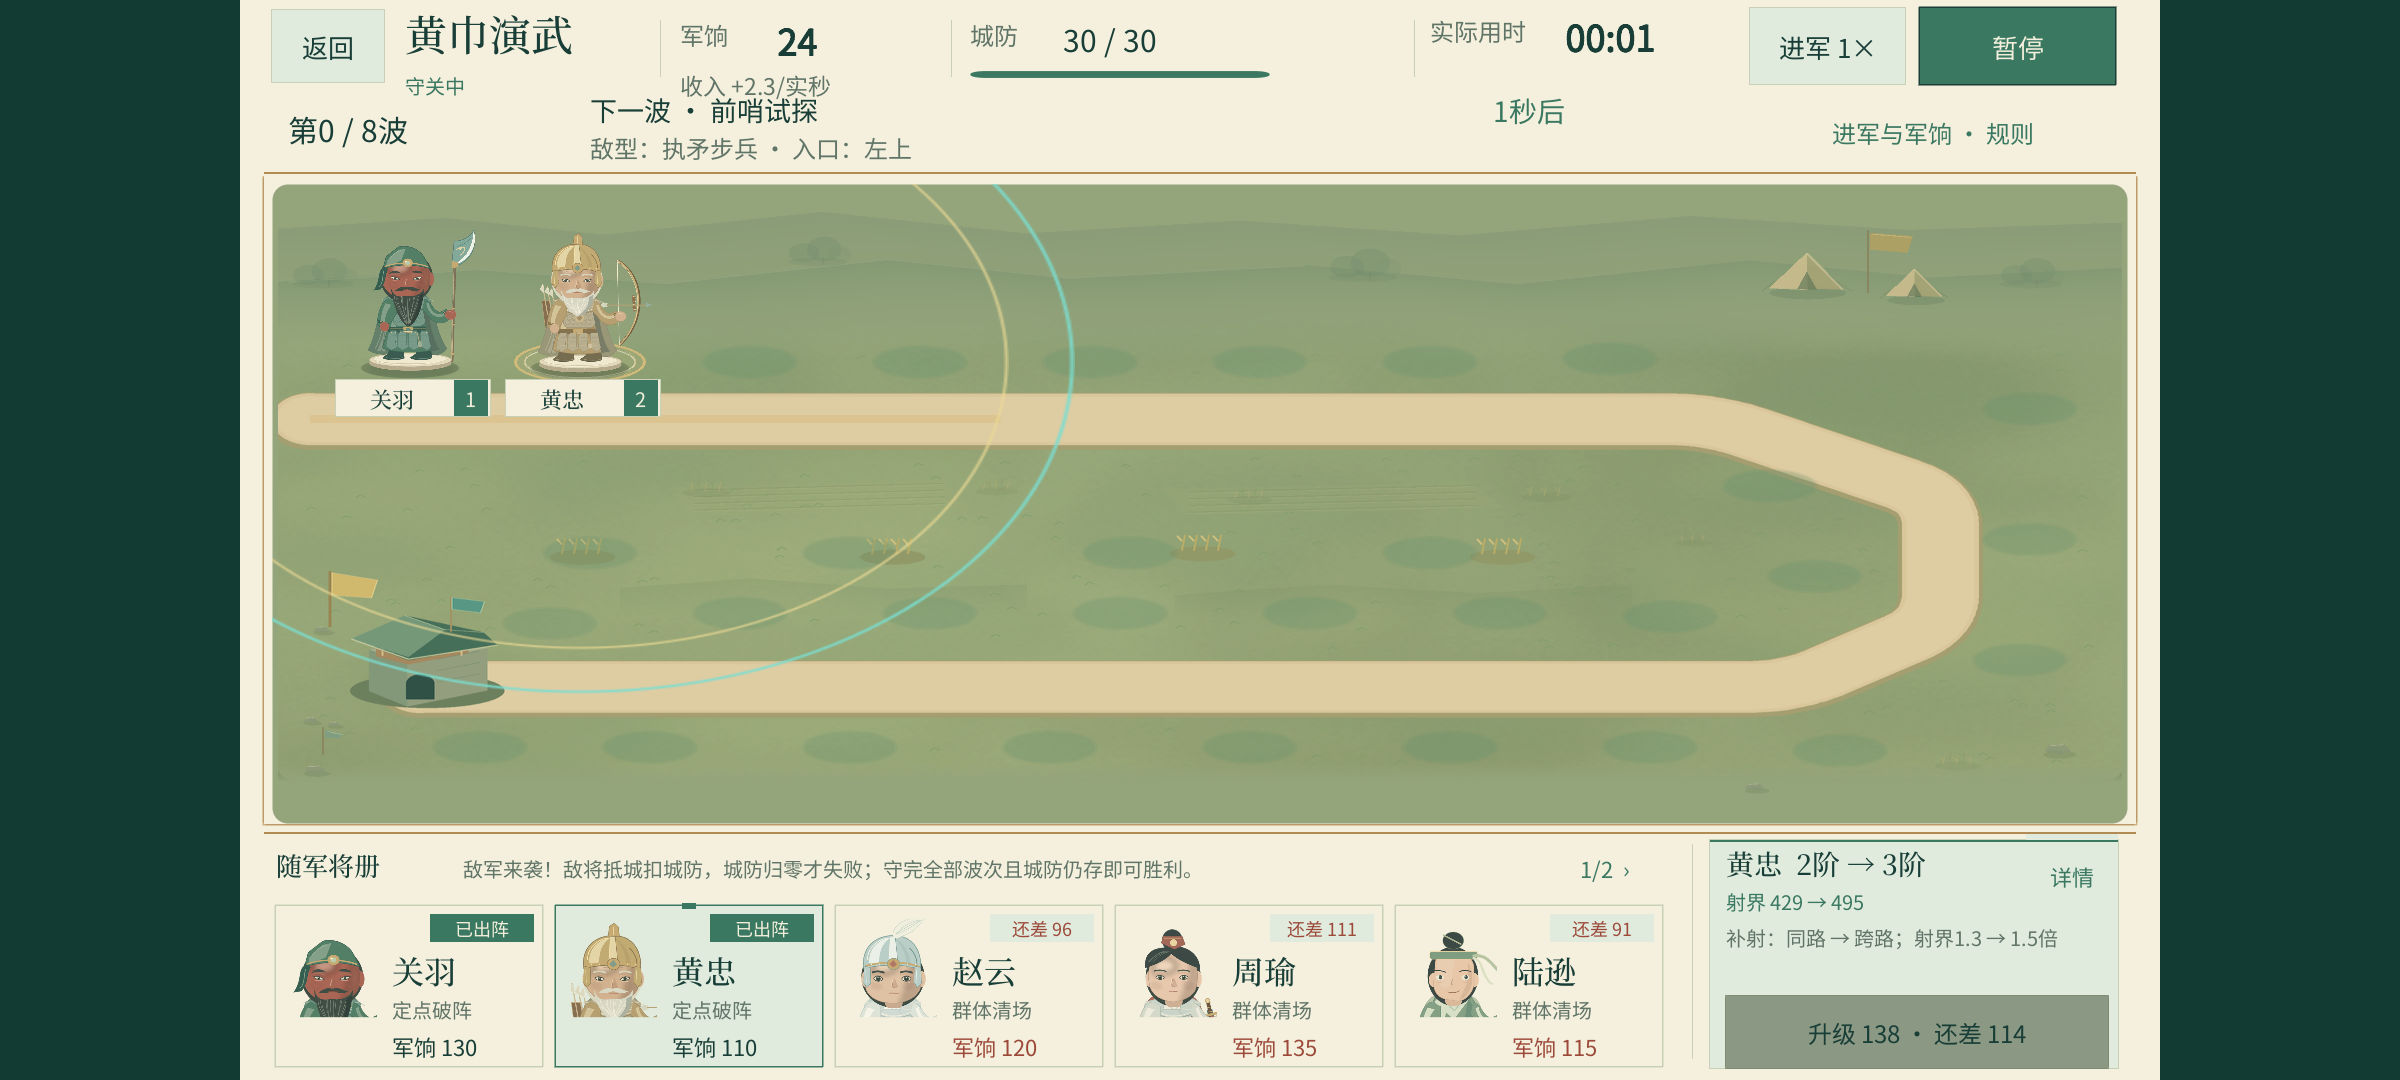 返回
黄巾演武
守关中
军饷 24
收入 +2.3/实秒
城防 30 / 30
实际用时 00:01
进军 1×
暂停
第0 / 8波
下一波 · 前哨试探
敌型：执矛步兵 · 入口：左上
1秒后
进军与军饷 · 规则
关羽 1
黄忠 2
随军将册
敌军来袭！敌将抵城扣城防，城防归零才失败；守完全部波次且城防仍存即可胜利。
1/2 ›
已出阵
关羽
定点破阵
军饷 130
已出阵
黄忠
定点破阵
军饷 110
还差 96
赵云
群体清场
军饷 120
还差 111
周瑜
群体清场
军饷 135
还差 91
陆逊
群体清场
军饷 115
黄忠 2阶 → 3阶
详情
射界 429 → 495
补射：同路 → 跨路；射界1.3 → 1.5倍
升级 138 · 还差 114